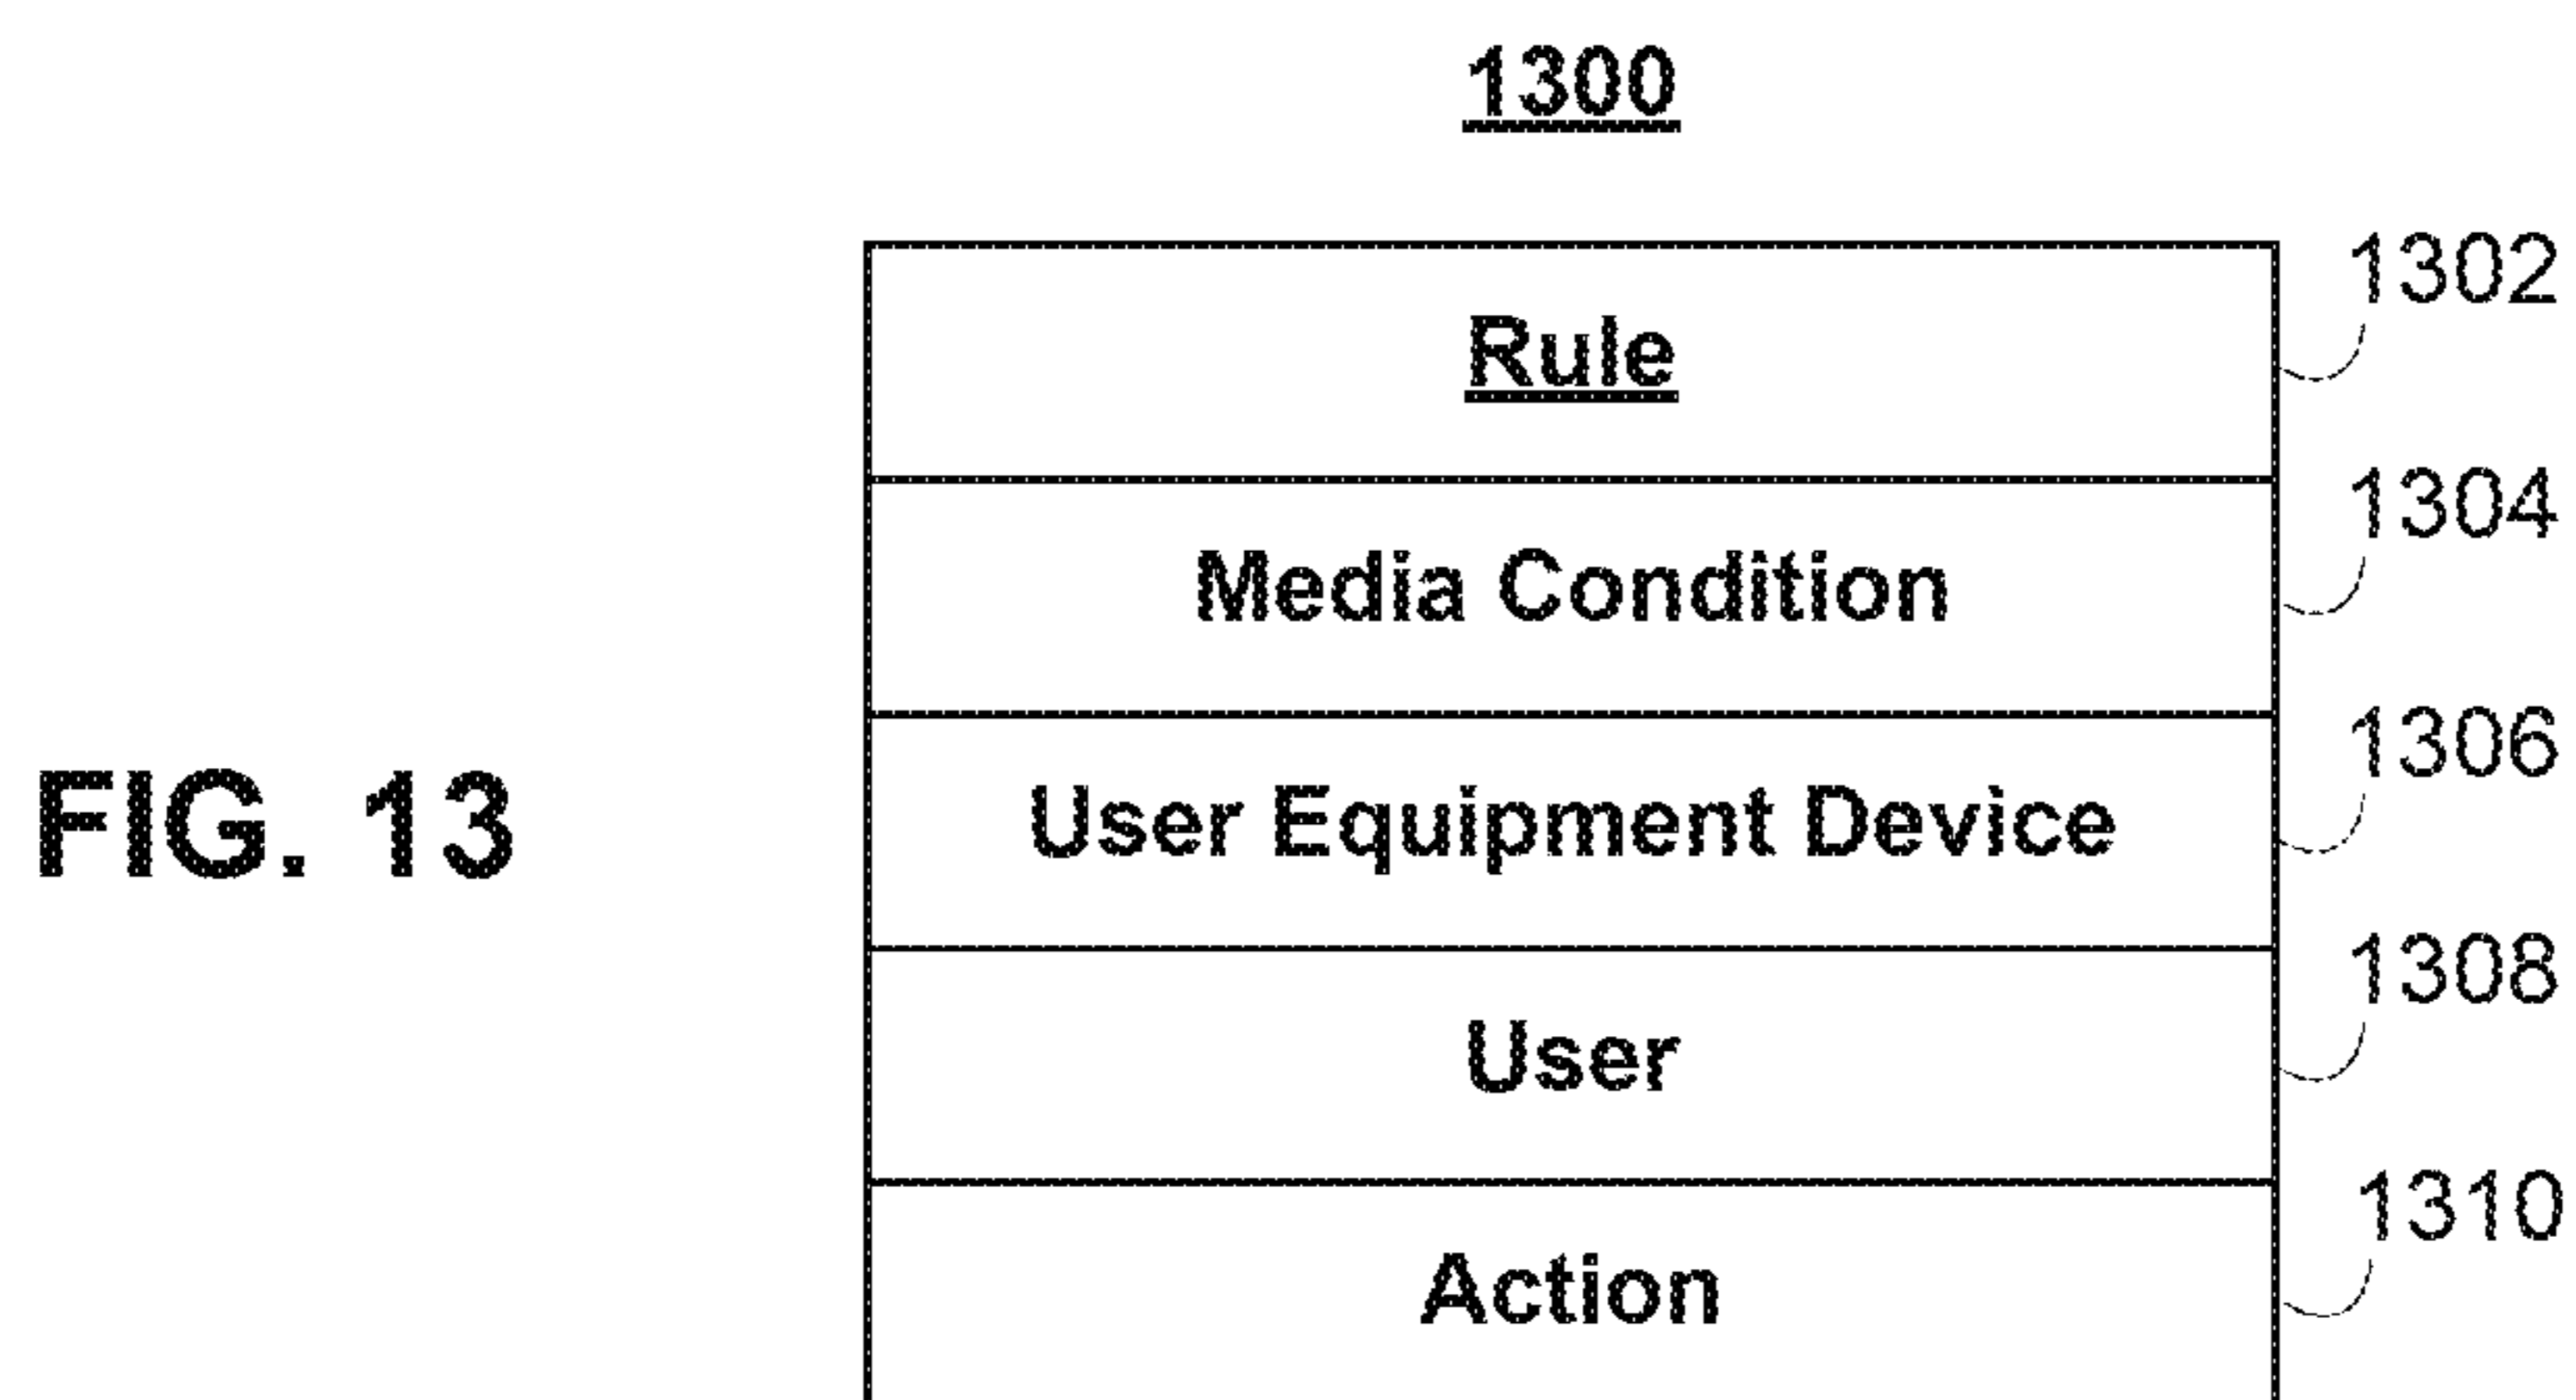 1300
Rule
1302
Media Condition
1304
User Equipment Device
1306
FIG. 13
User
1308
Action
1310